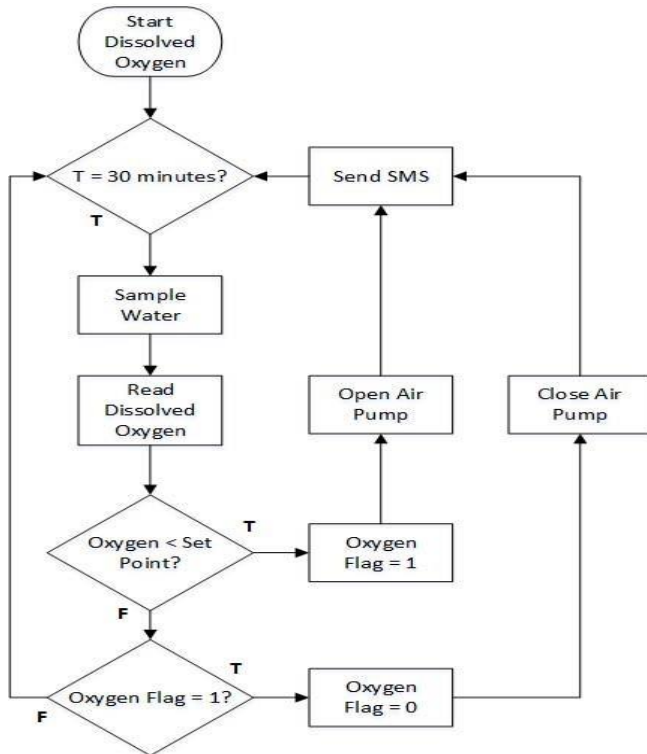 Start
Dissolved
Oxygen
T = 30 minutes?
Send SMS
T
Sample
Water
Read
Dissolved
Oxygen
Open Air
Pump
Close Air
Pump
Oxygen < Set
Point?
T
Oxygen
Flag = 1
F
Oxygen Flag = 1?
T
Oxygen
Flag = 0
F